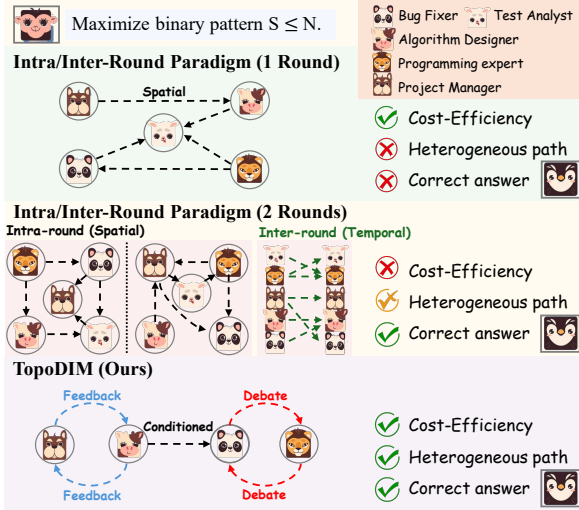 Maximize binary pattern S ≤ N.
Bug Fixer
Test Analyst
Algorithm Designer
Programming expert
Project Manager
Intra/Inter-Round Paradigm (1 Round)
Spatial
Cost-Efficiency
Heterogeneous path
Correct answer
Intra/Inter-Round Paradigm (2 Rounds)
Intra-round (Spatial)
Inter-round (Temporal)
Cost-Efficiency
Heterogeneous path
Correct answer
TopoDIM (Ours)
Feedback
Debate
Conditioned
Feedback
Debate
Cost-Efficiency
Heterogeneous path
Correct answer